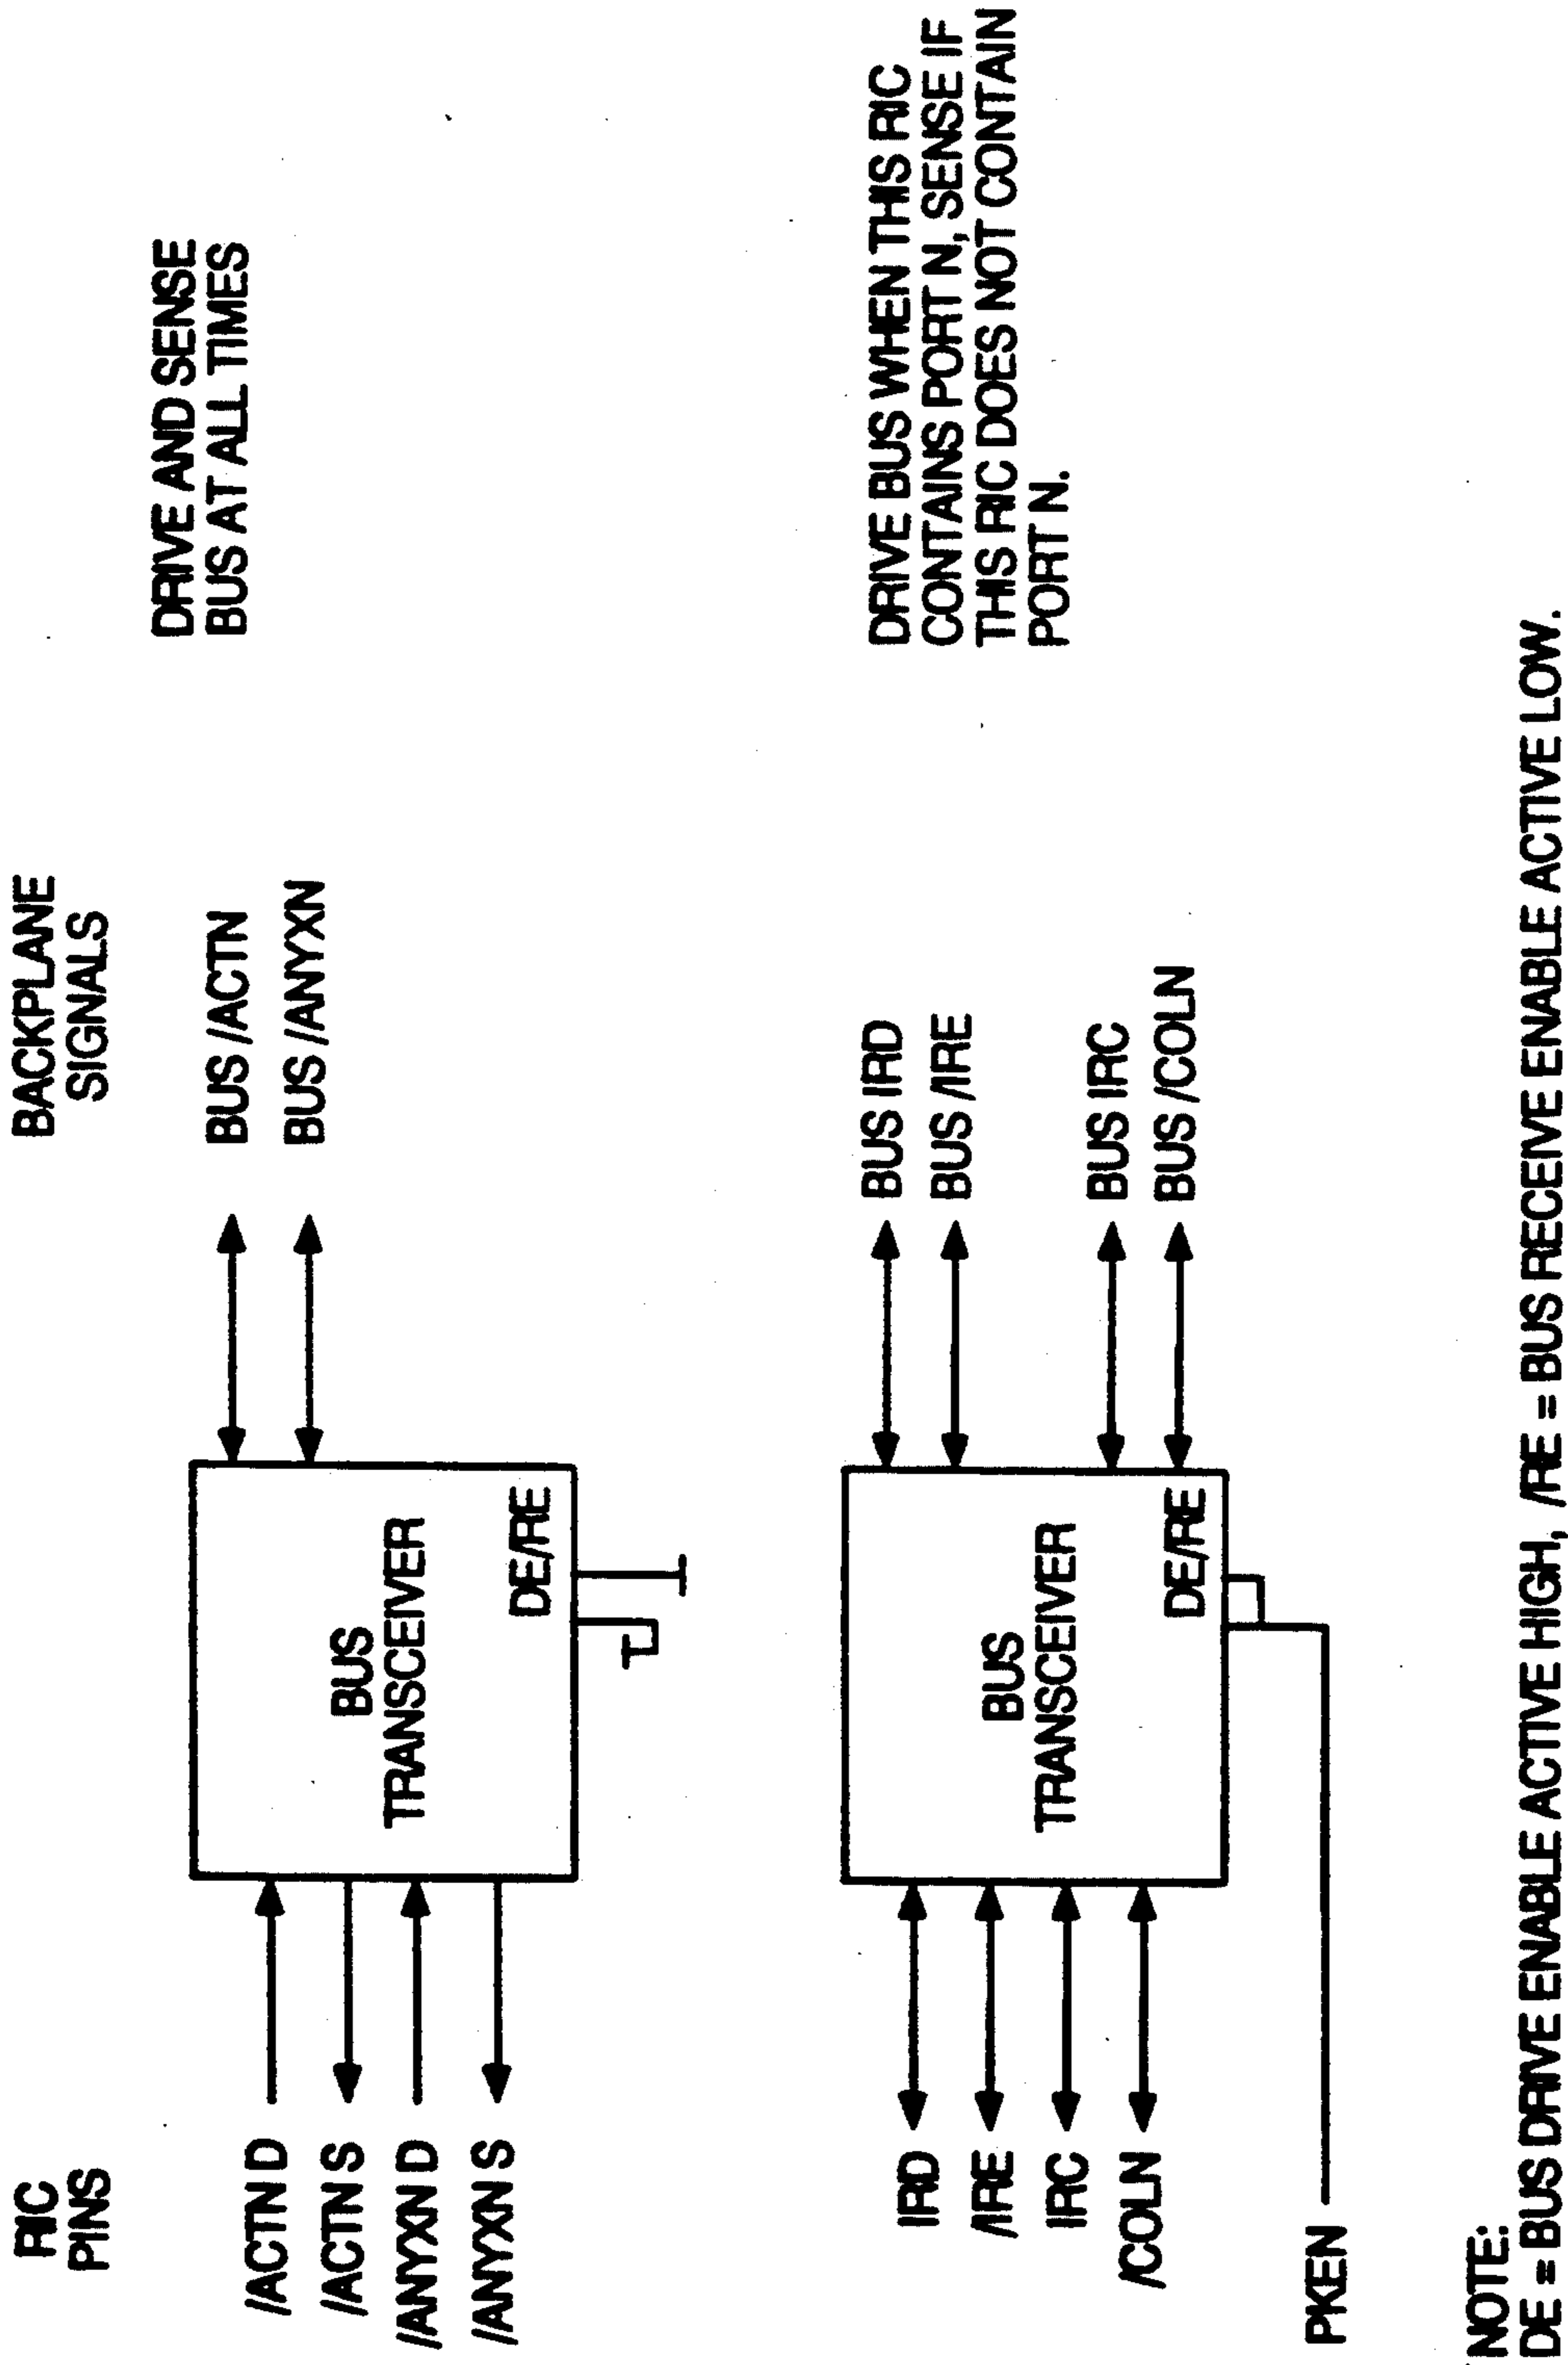 RIC
PINS
BACKPLANE
SIGNALS
/ACTN D
/ACTN S
/ANYXN D
/ANYXN S
BUS
TRANSCEIVER
DE/RE
BUS /ACTN
BUS /ANYXN
DRIVE AND SENSE
BUS AT ALL TIMES
IRD
/IRE
IRC
/COLN
PKEN
BUS
TRANSCEIVER
DE/RE
BUS IRD
BUS /IRE
BUS IRC
BUS /COLN
DRIVE BUS WHEN THIS RIC
CONTAINS PORT N, SENSE IF
THIS RIC DOES NOT CONTAIN
PORT N.
NOTE:
DE = BUS DRIVE ENABLE ACTIVE HIGH, /RE = BUS RECEIVE ENABLE ACTIVE LOW.